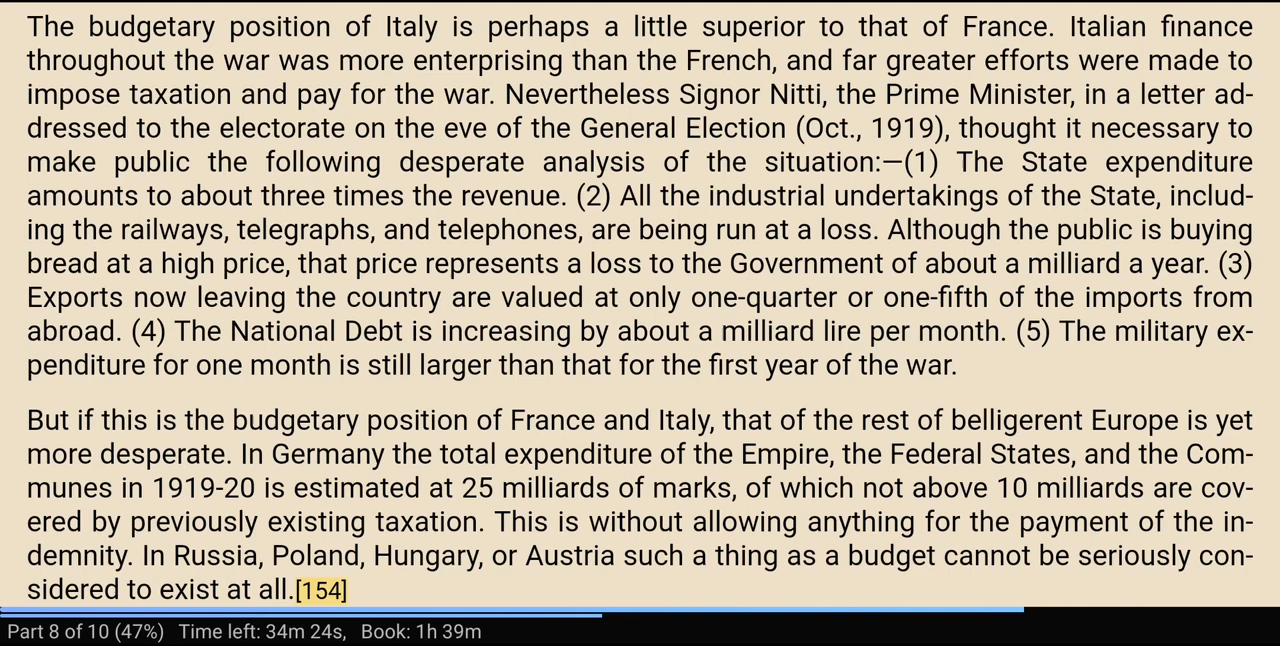 The budgetary position of Italy is perhaps a little superior to that of France. Italian finance
throughout the war was more enterprising than the French, and far greater efforts were made to
impose taxation and pay for the war. Nevertheless Signor Nitti, the Prime Minister, in a letter ad-
dressed to the electorate on the eve of the General Election (Oct., 1919), thought it necessary to
make public the following desperate analysis of the situation:—(1) The State expenditure
amounts to about three times the revenue. (2) All the industrial undertakings of the State, includ-
ing the railways, telegraphs, and telephones, are being run at a loss. Although the public is buying
bread at a high price, that price represents a loss to the Government of about a milliard a year. (3)
Exports now leaving the country are valued at only one-quarter or one-fifth of the imports from
abroad. (4) The National Debt is increasing by about a milliard lire per month. (5) The military ex-
penditure for one month is still larger than that for the first year of the war.
But if this is the budgetary position of France and Italy, that of the rest of belligerent Europe is yet
more desperate. In Germany the total expenditure of the Empire, the Federal States, and the Com-
munes in 1919-20 is estimated at 25 milliards of marks, of which not above 10 milliards are cov-
ered by previously existing taxation. This is without allowing anything for the payment of the in-
demnity. In Russia, Poland, Hungary, or Austria such a thing as a budget cannot be seriously con-
sidered to exist at all.[154]
Part 8 of 10 (47%) Time left: 34m 24s, Book: 1h 39m